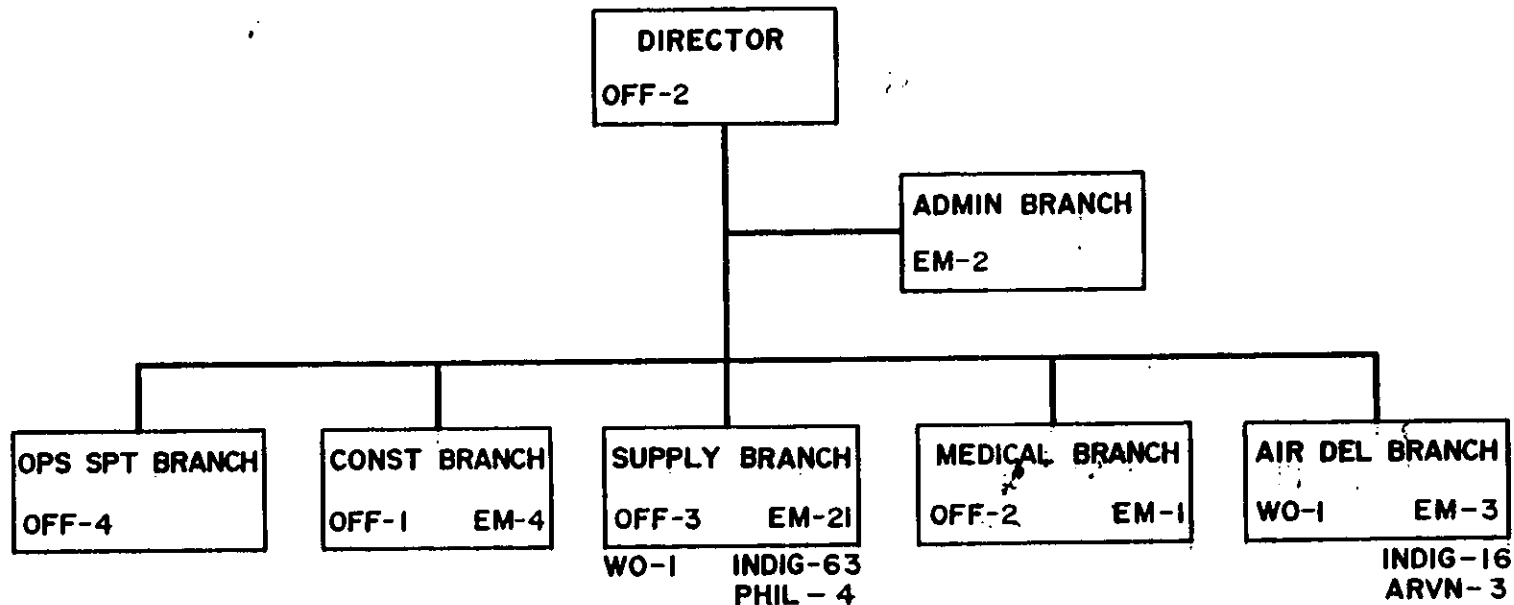 DIRECTOR
OFF-2
ADMIN BRANCH
EM-2
OPS SPT BRANCH
OFF-4
CONST BRANCH
OFF-1 EM-4
SUPPLY BRANCH
OFF-3 EM-21
WO-1 INDIG-63
PHIL - 4
MEDICAL BRANCH
OFF-2 EM-1
AIR DEL BRANCH
WO-1 EM-3
INDIG-16
ARVN-3